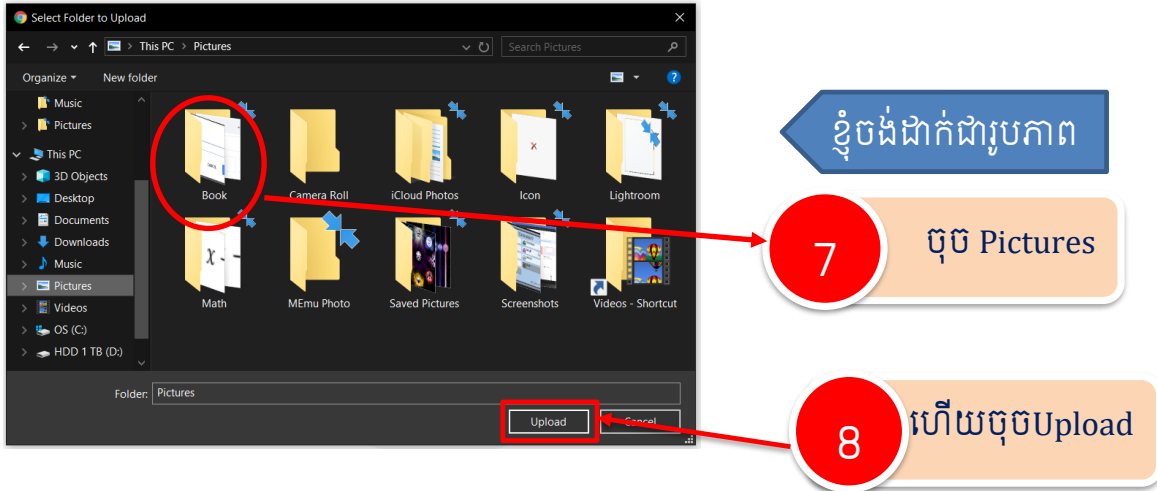 Select Folder to Upload
This PC > Pictures
Search Pictures
Organize
New folder
Music
Pictures
This PC
3D Objects
Desktop
Documents
Downloads
Music
Pictures
Videos
OS (C:)
HDD 1 TB (D:)
Book
Camera Roll
iCloud Photos
Icon
Lightroom
Math
MEmu Photo
Saved Pictures
Screenshots
Videos - Shortcut
Folder: Pictures
Upload
Cancel
ខ្ញុំចង់ដាក់ជារូបភាព
7
ចុច Pictures
8
ហើយចុចUpload